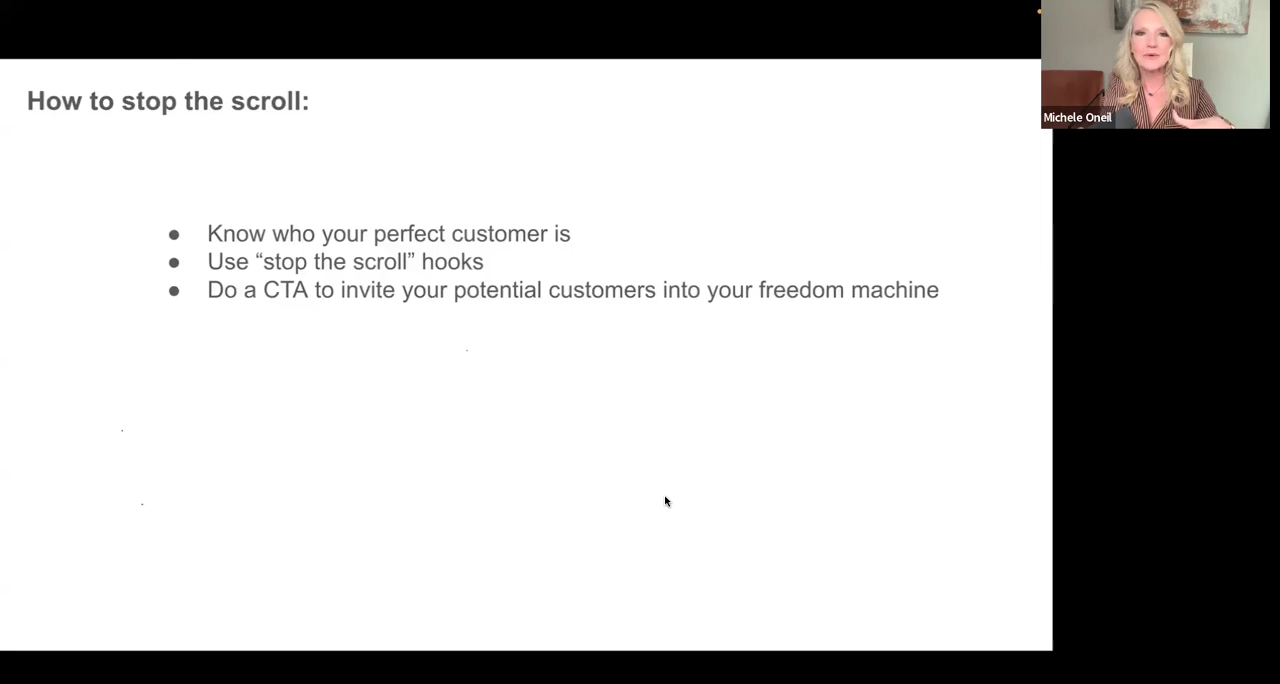 How to stop the scroll:
Michele Oneil
● Know who your perfect customer is
● Use “stop the scroll” hooks
● Do a CTA to invite your potential customers into your freedom machine